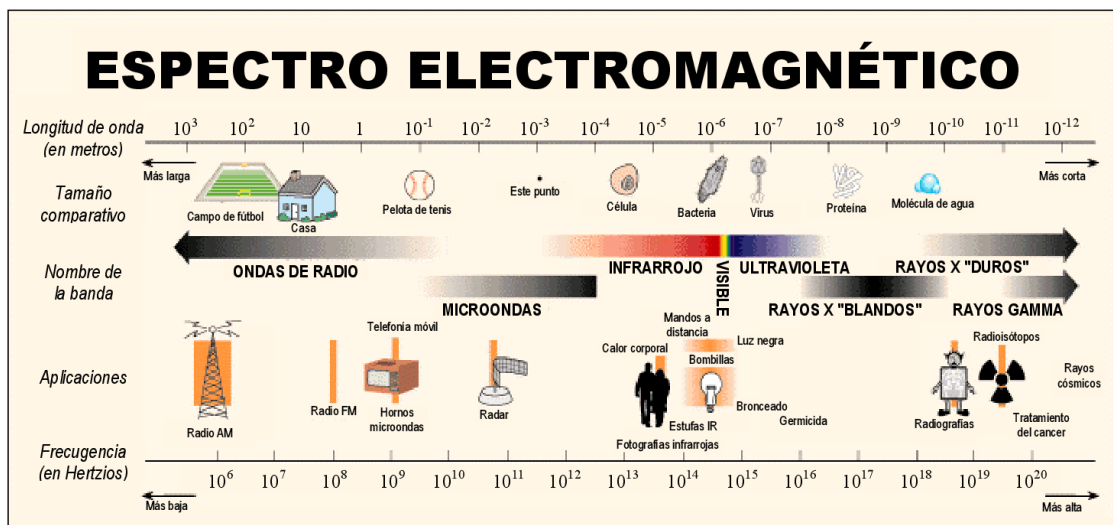 ESPECTRO ELECTROMAGNÉTICO
Longitud de onda
(en metros)
10³ 10² 10 1 10⁻¹ 10⁻² 10⁻³ 10⁻⁴ 10⁻⁵ 10⁻⁶ 10⁻⁷ 10⁻⁸ 10⁻⁹ 10⁻¹⁰ 10⁻¹¹ 10⁻¹²
Más larga
Más corta
Tamaño
comparativo
Campo de fútbol
Casa
Pelota de tenis
Este punto
Célula
Bacteria
Virus
Proteína
Molécula de agua
Nombre de
la banda
ONDAS DE RADIO
MICROONDAS
INFRARROJO
VISIBLE
ULTRAVIOLETA
RAYOS X "BLANDOS"
RAYOS X "DUROS"
RAYOS GAMMA
Aplicaciones
Radio AM
Radio FM
Telefonía móvil
Hornos
microondas
Radar
Calor corporal
Mandos a
distancia
Bombillas
Luz negra
Estufas IR
Fotografias infrarrojas
Bronceado
Germicida
Radiografías
Radioisótopos
Tratamiento
del cancer
Rayos
cósmicos
Frecugencia
(en Hertzios)
10⁶ 10⁷ 10⁸ 10⁹ 10¹⁰ 10¹¹ 10¹² 10¹³ 10¹⁴ 10¹⁵ 10¹⁶ 10¹⁷ 10¹⁸ 10¹⁹ 10²⁰
Más baja
Más alta